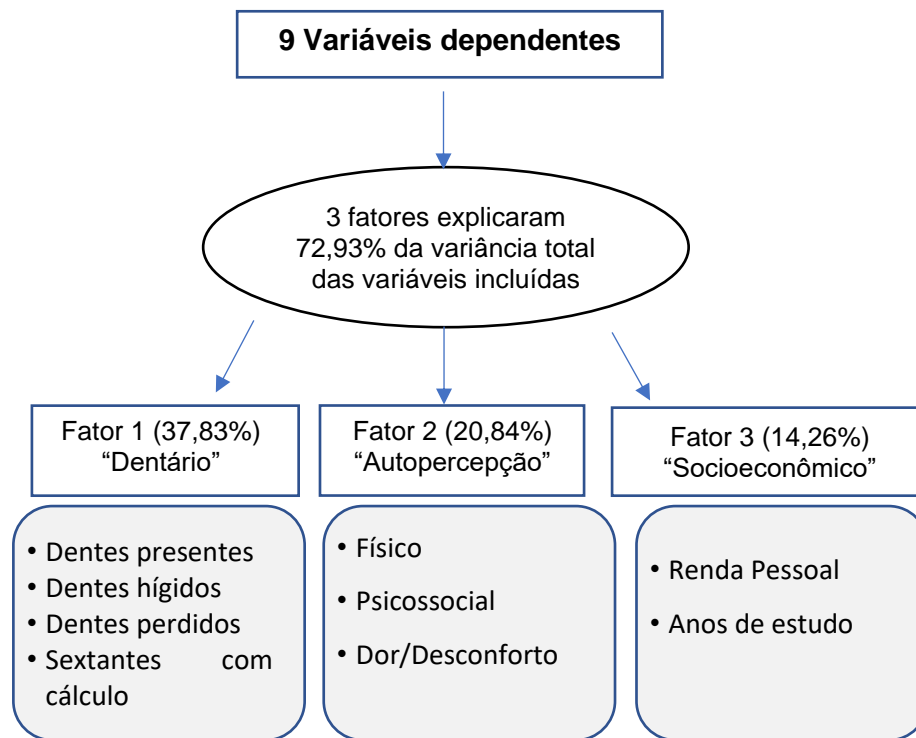 9 Variáveis dependentes
3 fatores explicaram
72,93% da variância total
das variáveis incluídas
Fator 1 (37,83%)
“Dentário”
Fator 2 (20,84%)
“Autopercepção”
Fator 3 (14,26%)
“Socioeconômico”
• Dentes presentes
• Dentes hígidos
• Dentes perdidos
• Sextantes com
cálculo
• Físico
• Psicossocial
• Dor/Desconforto
• Renda Pessoal
• Anos de estudo